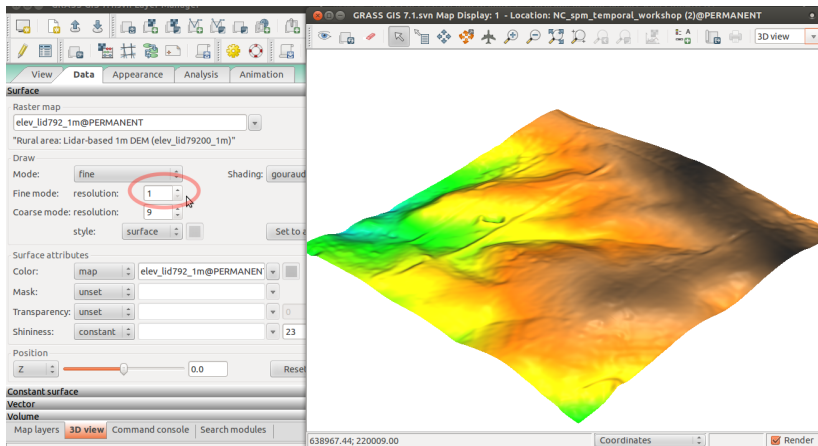 GRASS GIS 7.1.svn Map Display: 1 - Location: NC_spm_temporal_workshop (2)@PERMANENT
3D view
View Data Appearance Analysis Animation
Surface
Raster map
elev_lid792_1m@PERMANENT
"Rural area: Lidar-based 1m DEM (elev_lid79200_1m)"
Draw
Mode: fine Shading: gouraud
Fine mode: resolution: 1
Coarse mode: resolution: 9
style: surface Set to a
Surface attributes
Color: map elev_lid792_1m@PERMANEN
Mask: unset
Transparency: unset 0
Shininess: constant 23
Position
Z 0.0 Reset
Constant surface
Vector
Volume
Map layers 3D view Command console Search modules
638967.44; 220009.00 Coordinates Render